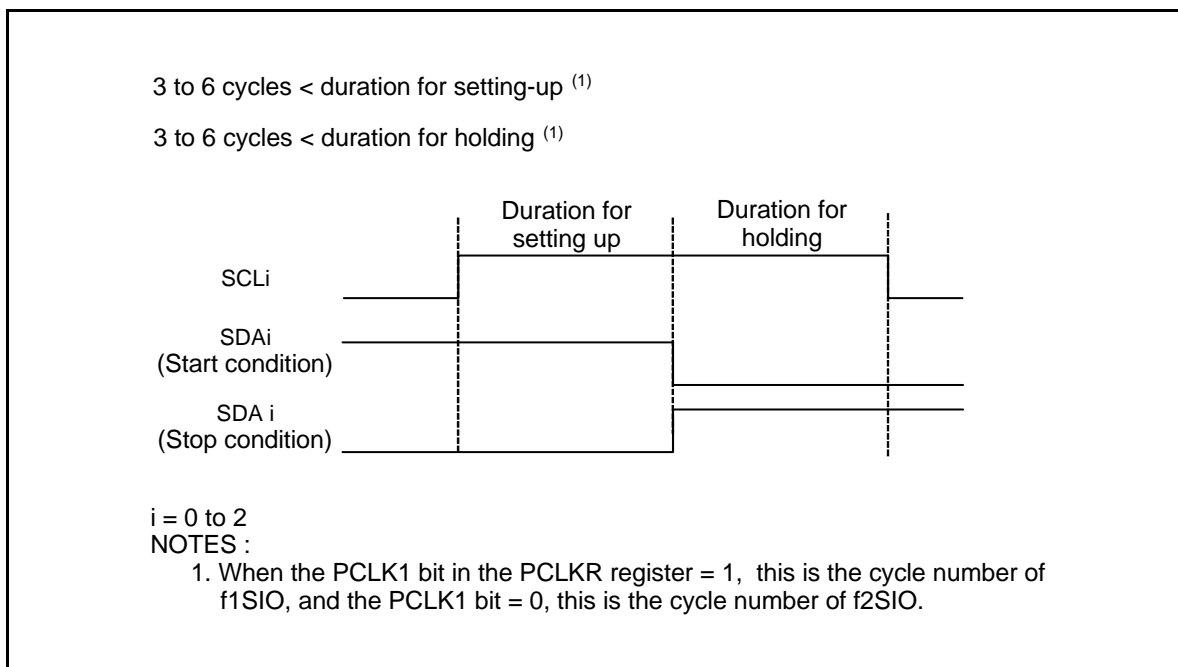 3 to 6 cycles < duration for setting-up (1)
3 to 6 cycles < duration for holding (1)
Duration for
setting up
Duration for
holding
SCLi
SDAi
(Start condition)
SDA i
(Stop condition)
i = 0 to 2
NOTES :
1. When the PCLK1 bit in the PCLKR register = 1, this is the cycle number of
f1SIO, and the PCLK1 bit = 0, this is the cycle number of f2SIO.